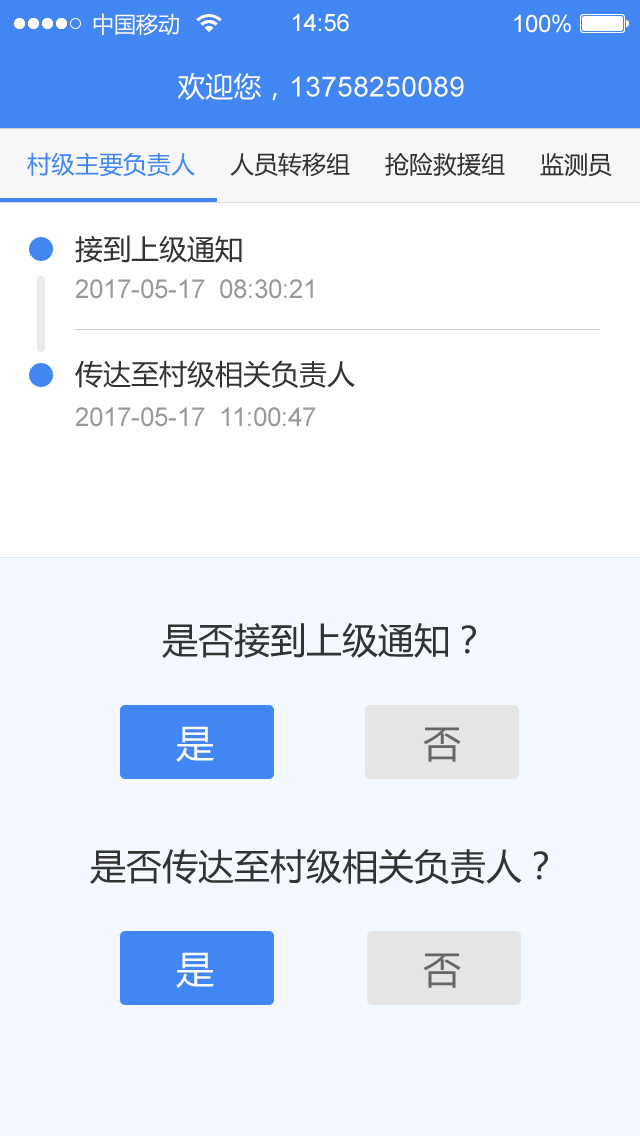 中国移动 14:56 100%
欢迎您，13758250089
村级主要负责人 人员转移组 抢险救援组 监测员
接到上级通知
2017-05-17 08:30:21
传达至村级相关负责人
2017-05-17 11:00:47
是否接到上级通知？
是 否
是否传达至村级相关负责人？
是 否